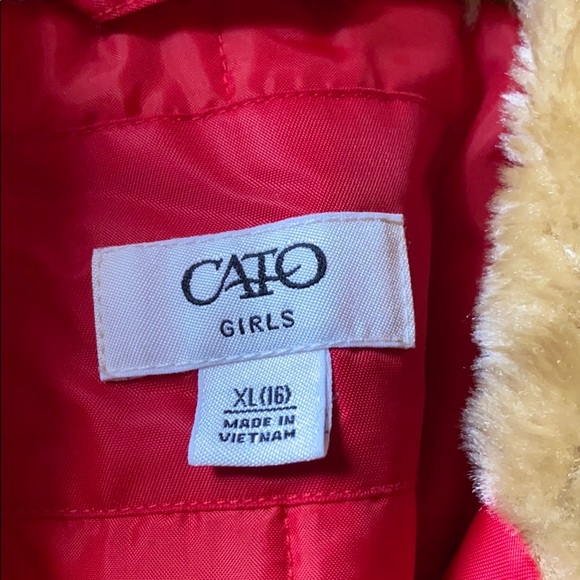 CATO
GIRLS
XL(16)
MADE IN
VIETNAM